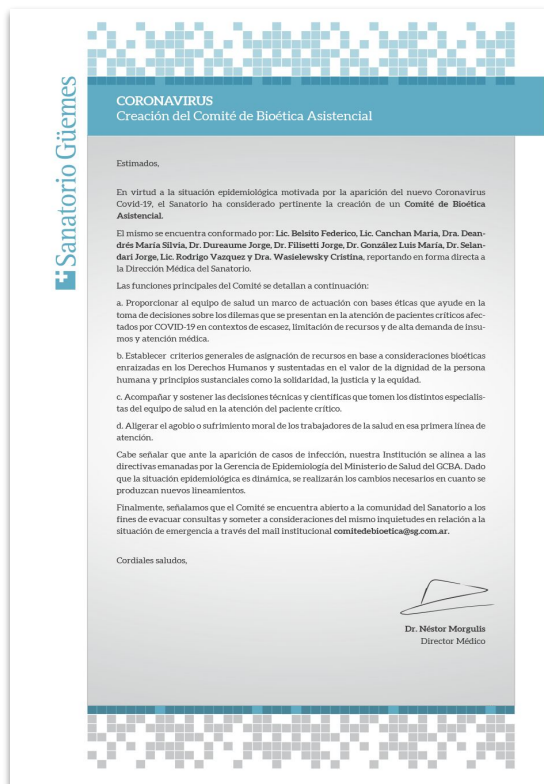 Sanatorio Güemes
CORONAVIRUS
Creación del Comité de Bioética Asistencial
Estimados,
En virtud a la situación epidemiológica motivada por la aparición del nuevo Coronavirus
Covid-19, el Sanatorio ha considerado pertinente la creación de un Comité de Bioética
Asistencial.
El mismo se encuentra conformado por: Lic. Belsito Federico, Lic. Canchan Maria, Dra. Dean-
drés María Silvia, Dr. Dureaume Jorge, Dr. Filisetti Jorge, Dr. González Luis María, Dr. Selan-
dari Jorge, Lic. Rodrigo Vazquez y Dra. Wasielewsky Cristina, reportando en forma directa a
la Dirección Médica del Sanatorio.
Las funciones principales del Comité se detallan a continuación:
a. Proporcionar al equipo de salud un marco de actuación con bases éticas que ayude en la
toma de decisiones sobre los dilemas que se presentan en la atención de pacientes críticos afec-
tados por COVID-19 en contextos de escasez, limitación de recursos y de alta demanda de insu-
mos y atención médica.
b. Establecer criterios generales de asignación de recursos en base a consideraciones bioéticas
enraizadas en los Derechos Humanos y sustentadas en el valor de la dignidad de la persona
humana y principios sustanciales como la solidaridad, la justicia y la equidad.
c. Acompañar y sostener las decisiones técnicas y científicas que tomen los distintos especialis-
tas del equipo de salud en la atención del paciente crítico.
d. Aligerar el agobio o sufrimiento moral de los trabajadores de la salud en esa primera línea de
atención.
Cabe señalar que ante la aparición de casos de infección, nuestra Institución se alinea a las
directivas emanadas por la Gerencia de Epidemiología del Ministerio de Salud del GCBA. Dado
que la situación epidemiológica es dinámica, se realizarán los cambios necesarios en cuanto se
produzcan nuevos lineamientos.
Finalmente, señalamos que el Comité se encuentra abierto a la comunidad del Sanatorio a los
fines de evacuar consultas y someter a consideraciones del mismo inquietudes en relación a la
situación de emergencia a través del mail institucional comitedebioetica@sg.com.ar.
Cordiales saludos,
Dr. Néstor Morgulis
Director Médico